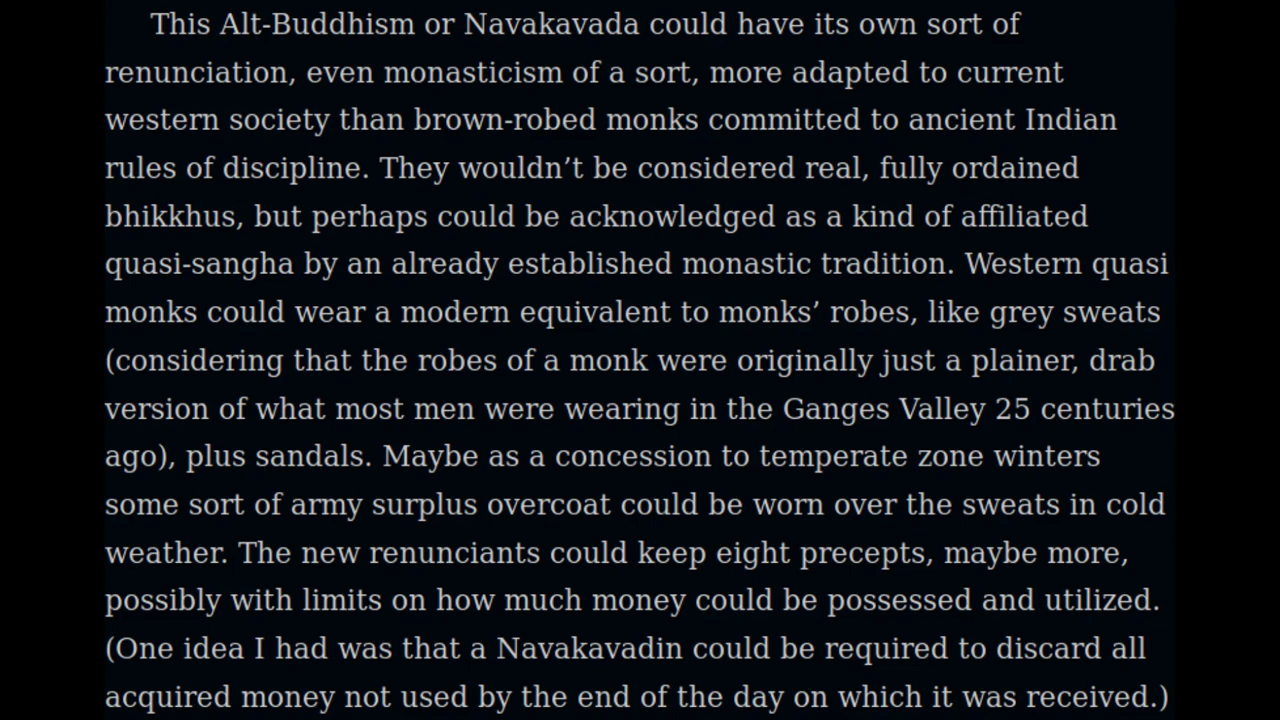 This Alt-Buddhism or Navakavada could have its own sort of
renunciation, even monasticism of a sort, more adapted to current
western society than brown-robed monks committed to ancient Indian
rules of discipline. They wouldn’t be considered real, fully ordained
bhikkhus, but perhaps could be acknowledged as a kind of affiliated
quasi-sangha by an already established monastic tradition. Western quasi
monks could wear a modern equivalent to monks’ robes, like grey sweats
(considering that the robes of a monk were originally just a plainer, drab
version of what most men were wearing in the Ganges Valley 25 centuries
ago), plus sandals. Maybe as a concession to temperate zone winters
some sort of army surplus overcoat could be worn over the sweats in cold
weather. The new renunciants could keep eight precepts, maybe more,
possibly with limits on how much money could be possessed and utilized.
(One idea I had was that a Navakavadin could be required to discard all
acquired money not used by the end of the day on which it was received.)